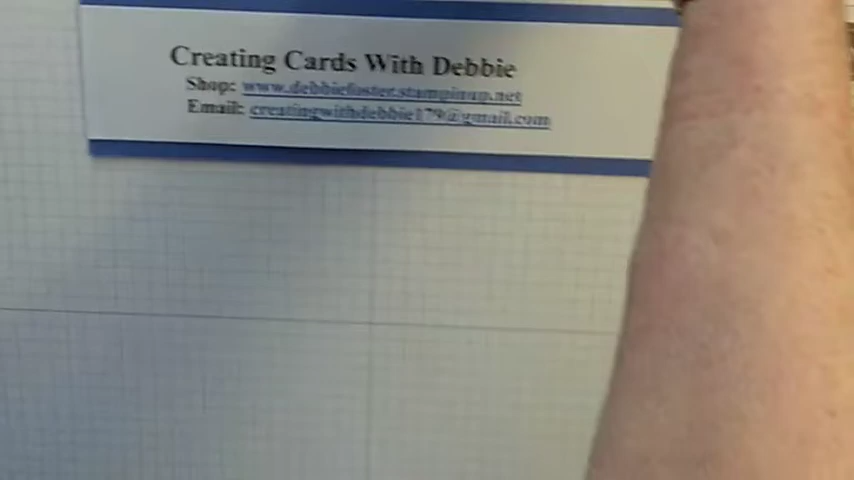 Creating Cards With Debbie
Shop: www.debbiefoster.stampinup.net
Email: creatingwithdebbie179@gmail.com